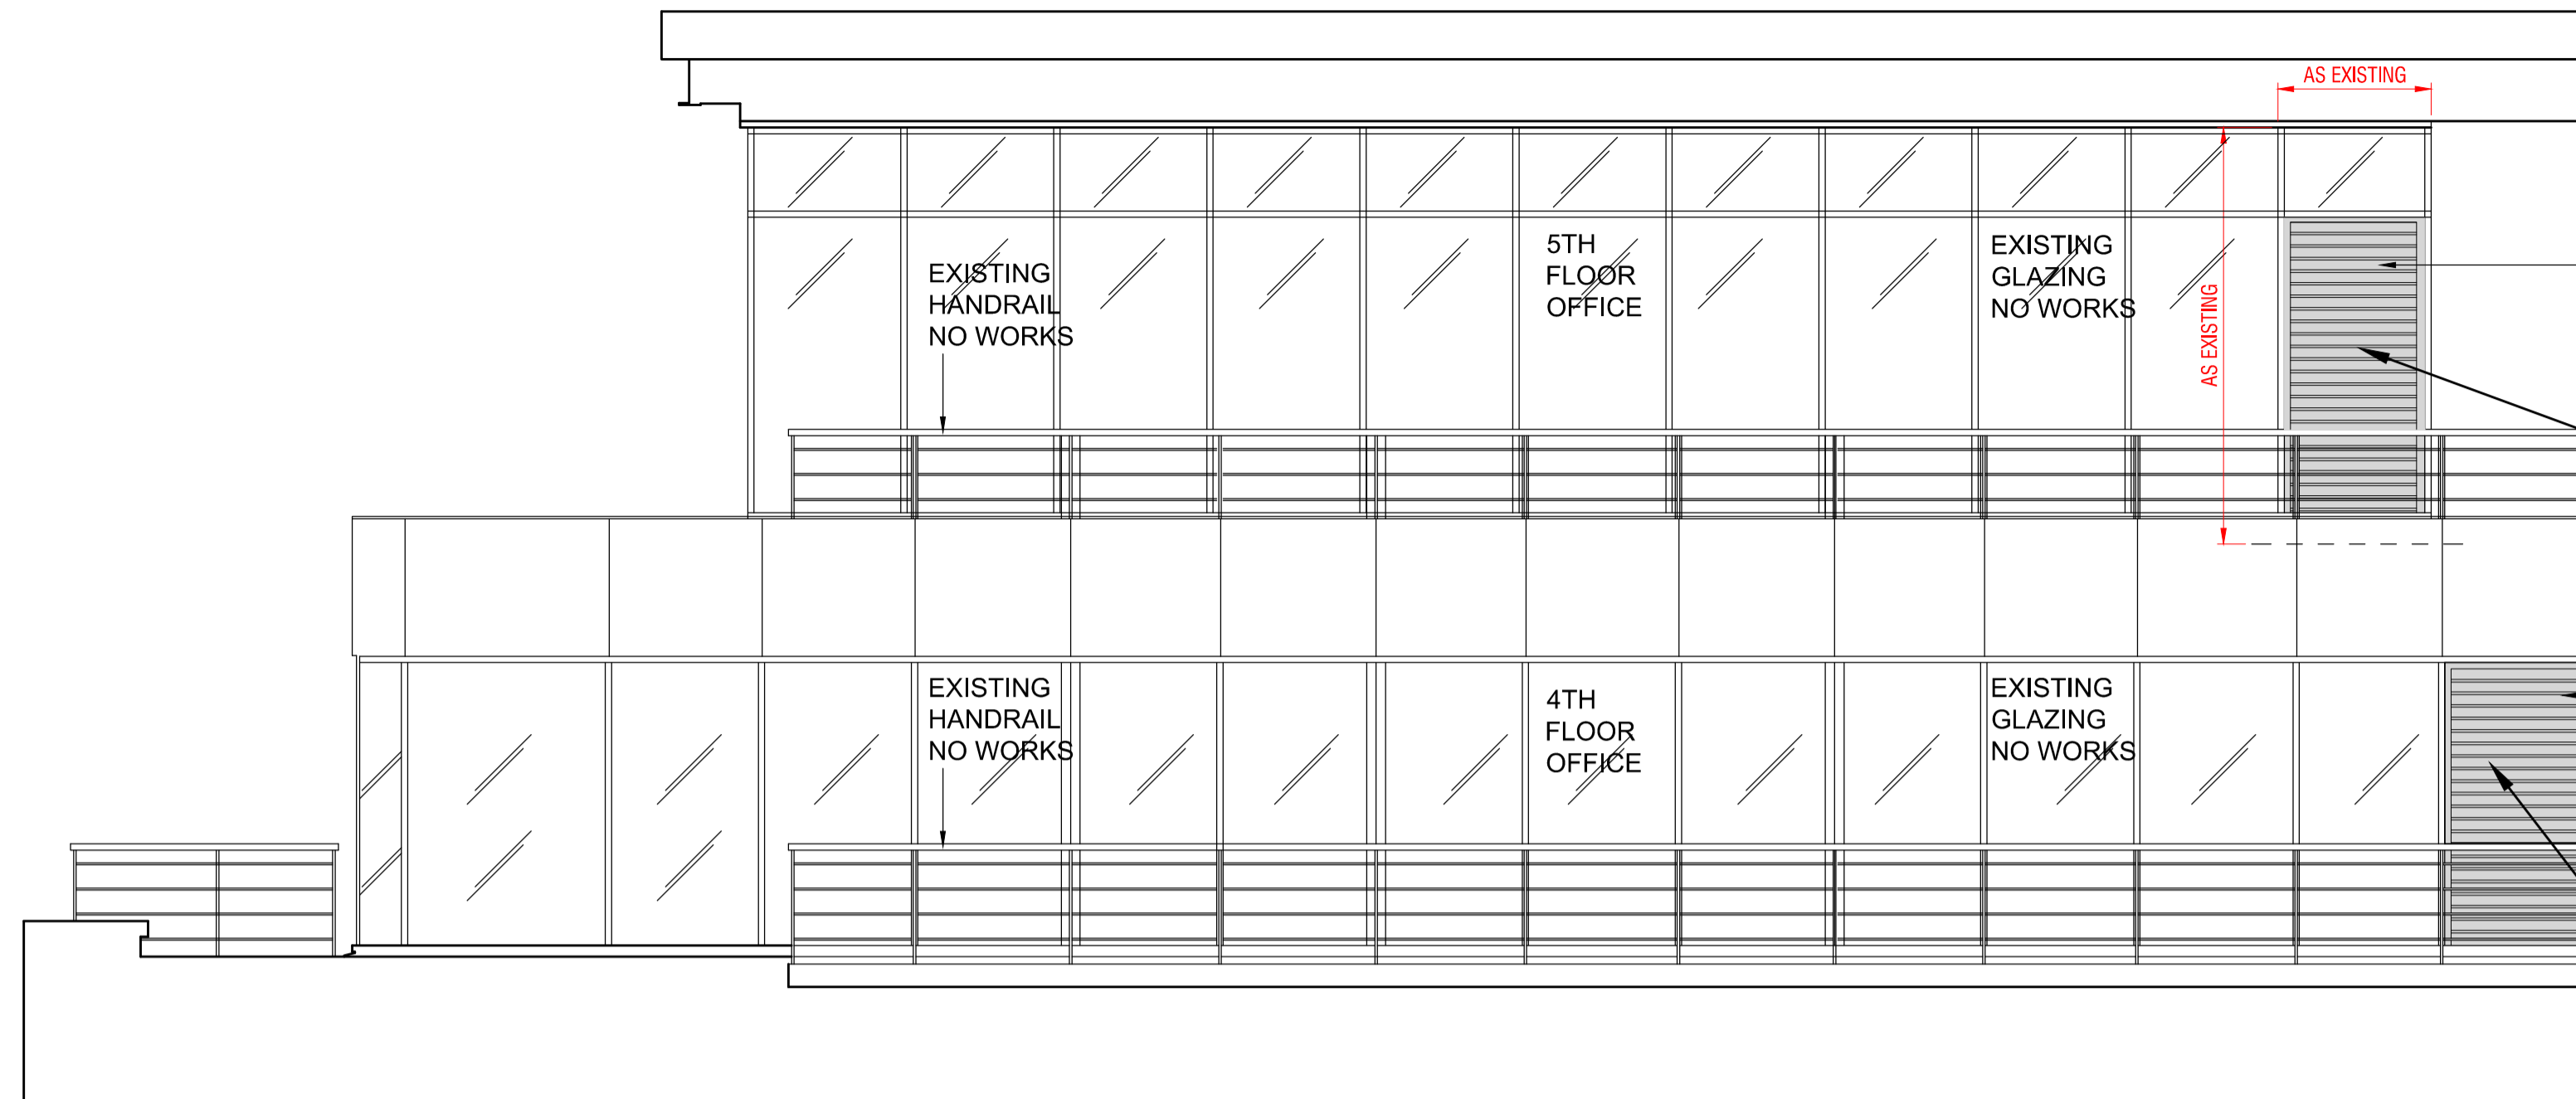 AS EXISTING
EXISTING
HANDRAIL
NO WORKS
5TH
FLOOR
OFFICE
EXISTING
GLAZING
NO WORKS
AS EXISTING
EXISTING
HANDRAIL
NO WORKS
4TH
FLOOR
OFFICE
EXISTING
GLAZING
NO WORKS